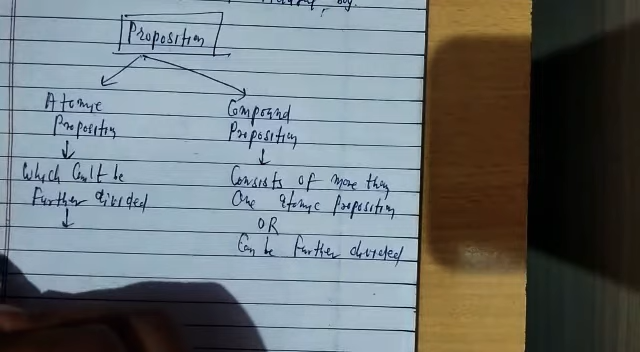 Proposition
Atomic
Proposition
Which Can't be
Further divided
Compound
Proposition
Consists of more than
One atomic proposition
OR
Can be Further divided